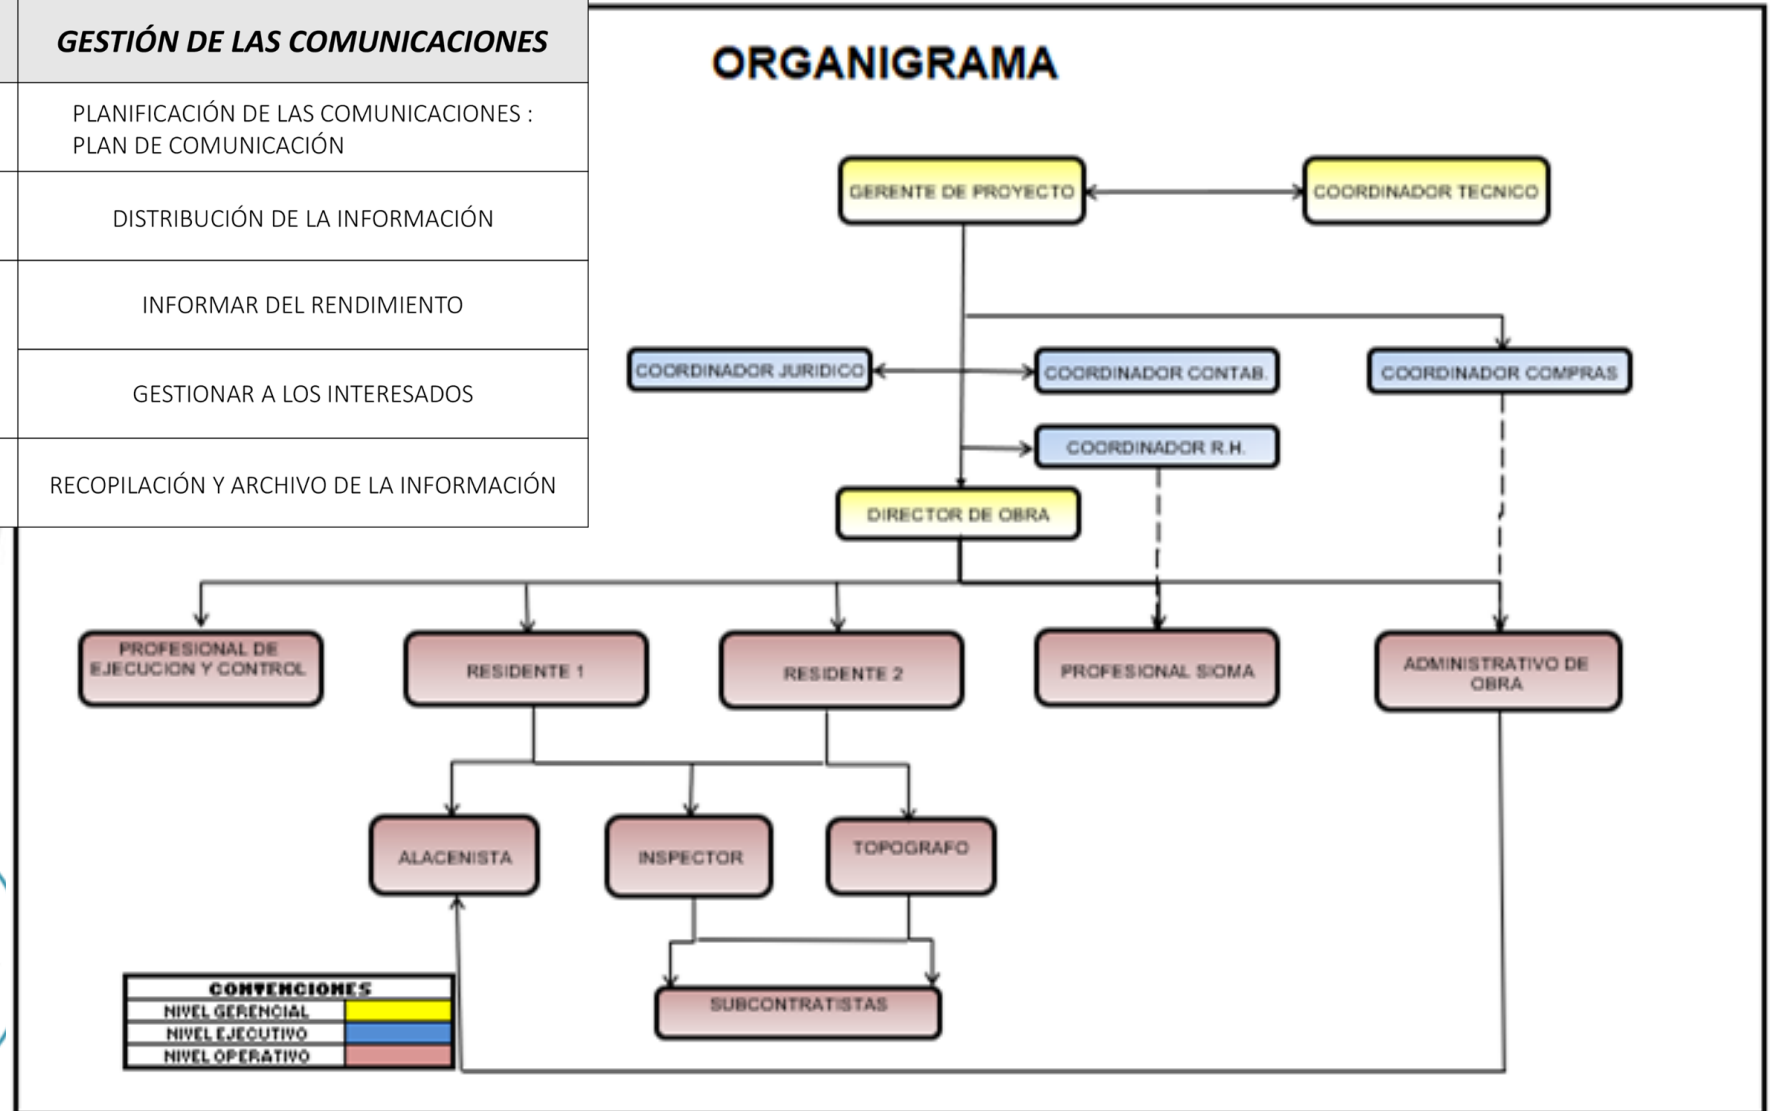 GESTIÓN DE LAS COMUNICACIONES
PLANIFICACIÓN DE LAS COMUNICACIONES :
PLAN DE COMUNICACIÓN
DISTRIBUCIÓN DE LA INFORMACIÓN
INFORMAR DEL RENDIMIENTO
GESTIONAR A LOS INTERESADOS
RECOPILACIÓN Y ARCHIVO DE LA INFORMACIÓN
ORGANIGRAMA
GERENTE DE PROYECTO
COORDINADOR TECNICO
COORDINADOR JURIDICO
COORDINADOR CONTAB.
COORDINADOR COMPRAS
COORDINADOR R.H.
DIRECTOR DE OBRA
PROFESIONAL DE
EJECUCION Y CONTROL
RESIDENTE 1
RESIDENTE 2
PROFESIONAL SIOMA
ADMINISTRATIVO DE
OBRA
ALACENISTA
INSPECTOR
TOPOGRAFO
SUBCONTRATISTAS
CONVENCIONES
NIVEL GERENCIAL
NIVEL EJECUTIVO
NIVEL OPERATIVO